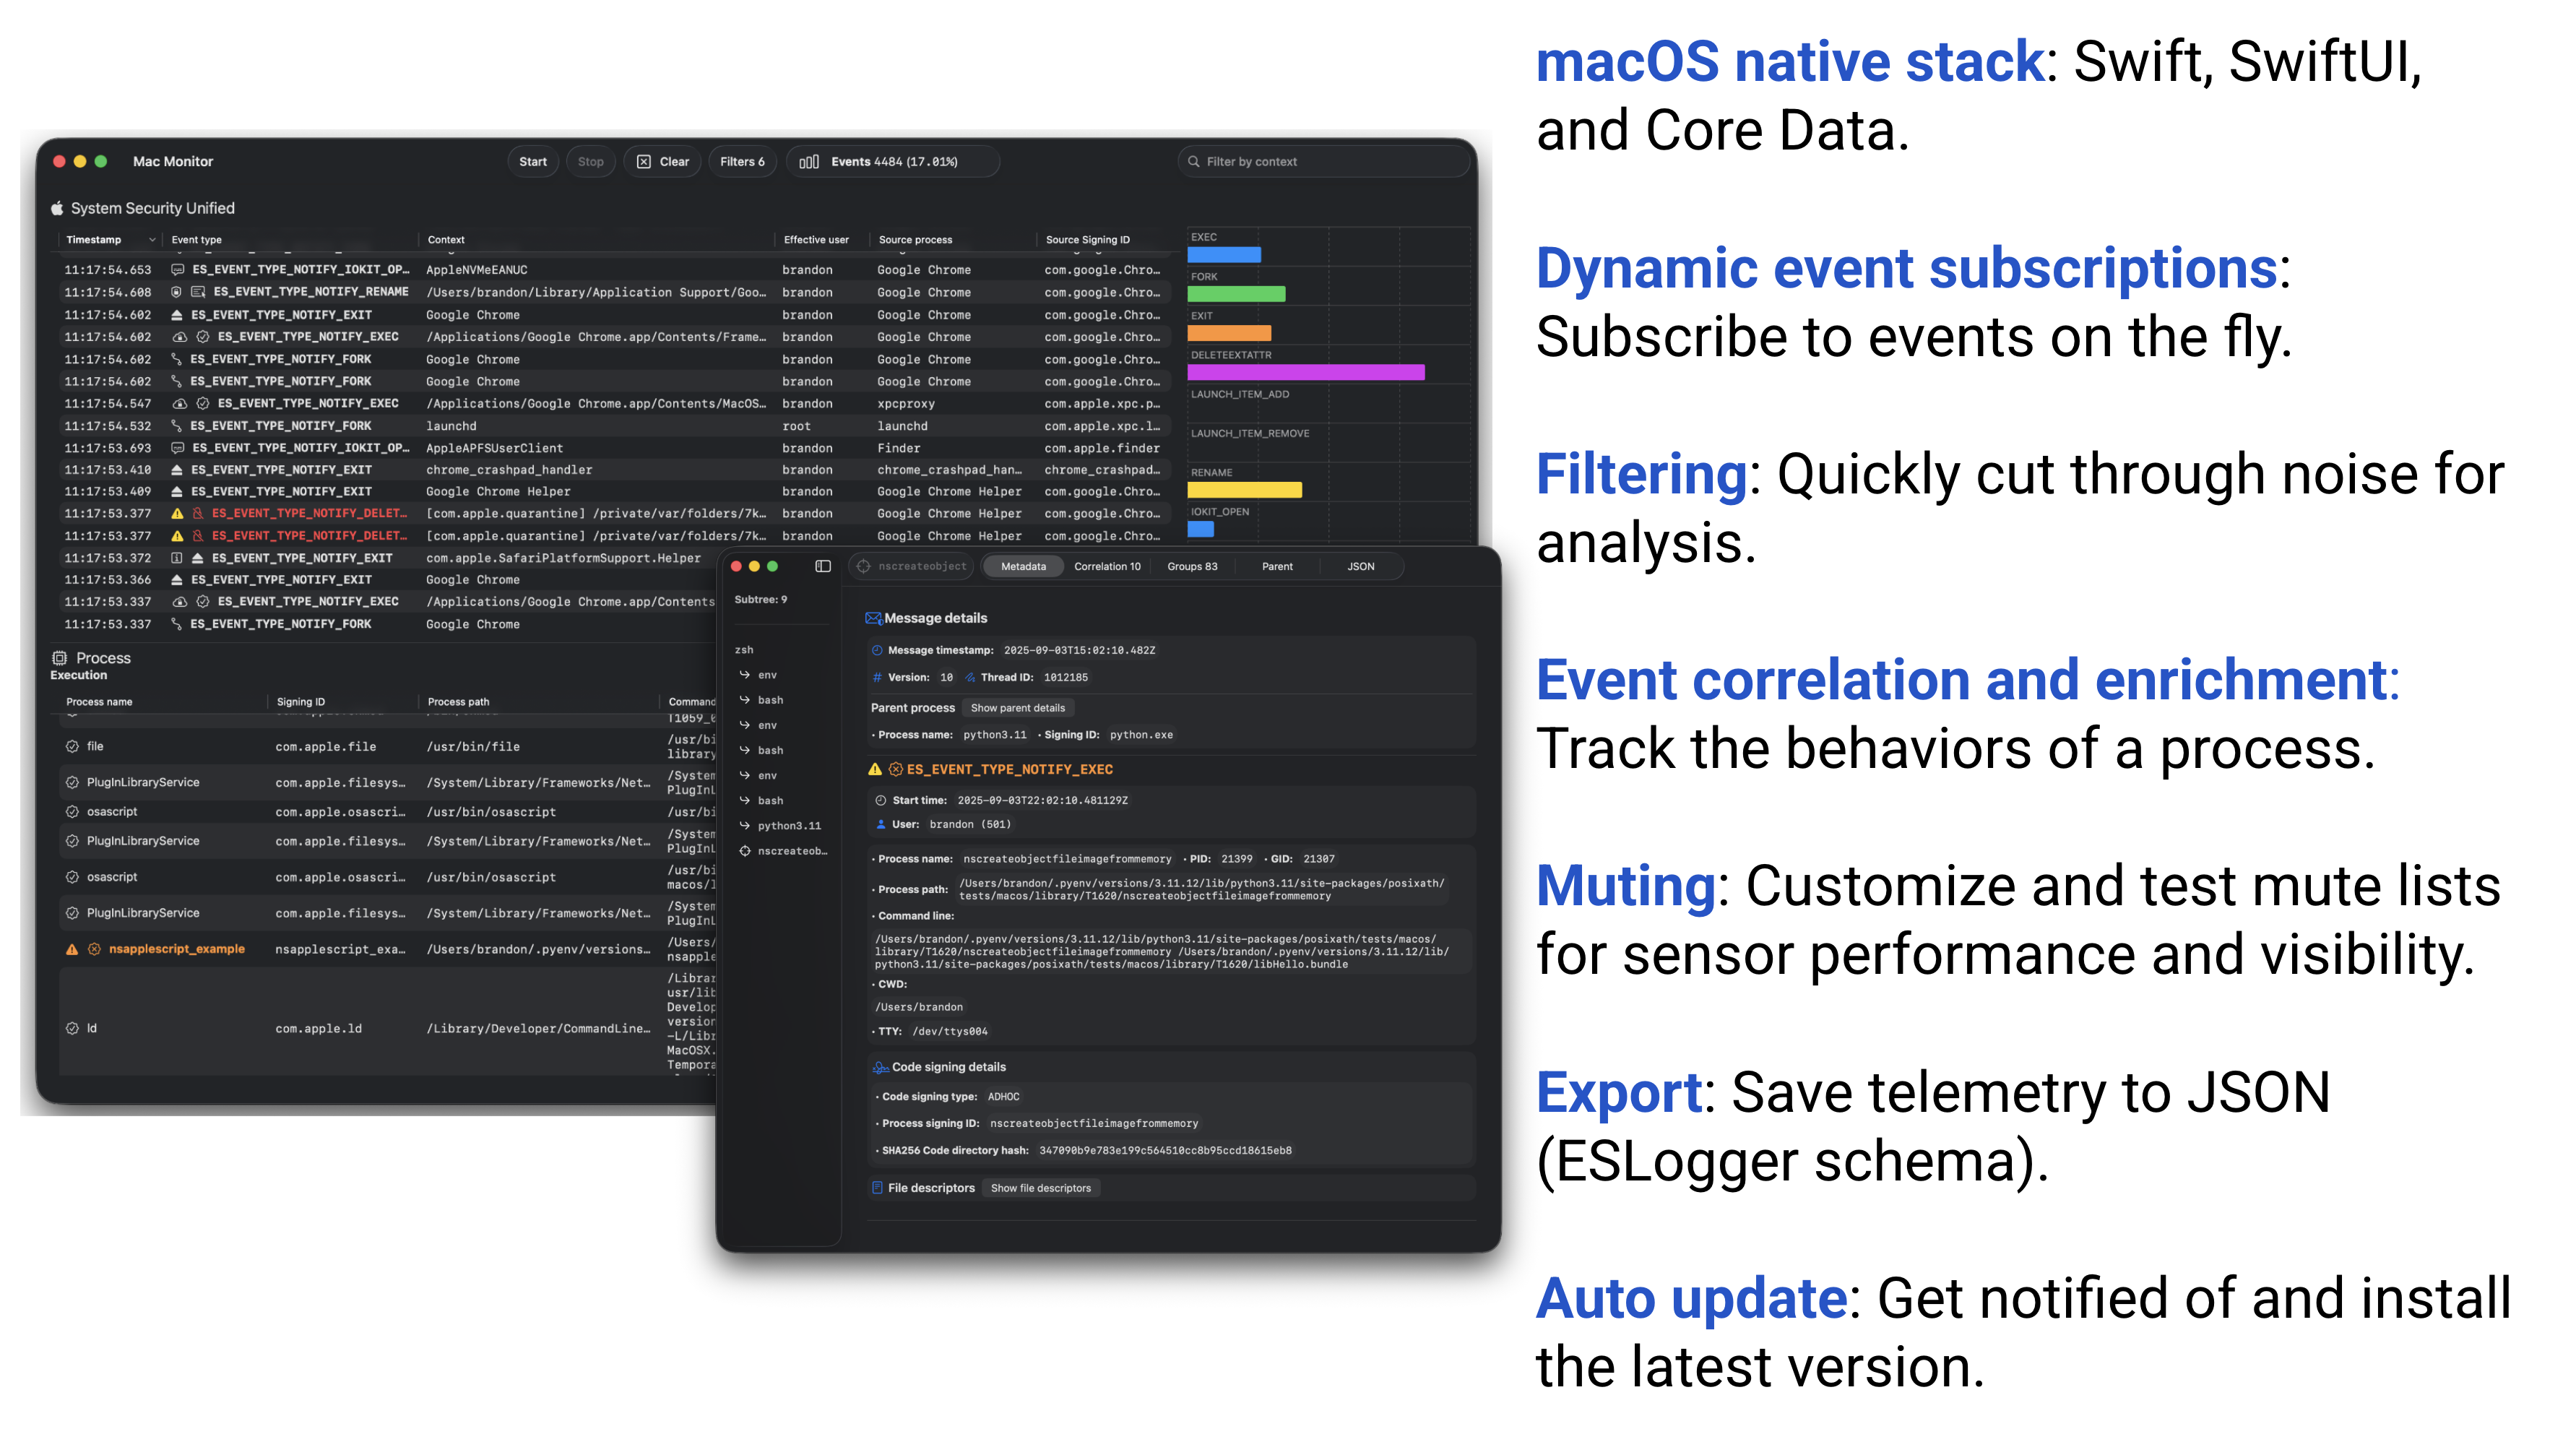 Mac Monitor
Start
Stop
Clear
Filters 6
Events 4484 (17.01%)
Filter by context
System Security Unified
Timestamp Event type Context Effective user Source process Source Signing ID
11:17:54.653 ES_EVENT_TYPE_NOTIFY_IOKIT_OP… AppleNVMeEANUC brandon Google Chrome com.google.Chro…
11:17:54.608 ES_EVENT_TYPE_NOTIFY_RENAME /Users/brandon/Library/Application Support/Goo… brandon Google Chrome com.google.Chro…
11:17:54.602 ES_EVENT_TYPE_NOTIFY_EXIT Google Chrome brandon Google Chrome com.google.Chro…
11:17:54.602 ES_EVENT_TYPE_NOTIFY_EXEC /Applications/Google Chrome.app/Contents/Frame… brandon Google Chrome com.google.Chro…
11:17:54.602 ES_EVENT_TYPE_NOTIFY_FORK Google Chrome brandon Google Chrome com.google.Chro…
11:17:54.602 ES_EVENT_TYPE_NOTIFY_FORK Google Chrome brandon Google Chrome com.google.Chro…
11:17:54.547 ES_EVENT_TYPE_NOTIFY_EXEC /Applications/Google Chrome.app/Contents/MacOS… brandon xpcproxy com.apple.xpc.p…
11:17:54.532 ES_EVENT_TYPE_NOTIFY_FORK launchd root launchd com.apple.xpc.l…
11:17:53.693 ES_EVENT_TYPE_NOTIFY_IOKIT_OP… AppleAPFSUserClient brandon Finder com.apple.finder
11:17:53.410 ES_EVENT_TYPE_NOTIFY_EXIT chrome_crashpad_handler brandon chrome_crashpad_han… chrome_crashpad…
11:17:53.409 ES_EVENT_TYPE_NOTIFY_EXIT Google Chrome Helper brandon Google Chrome Helper com.google.Chro…
11:17:53.377 ES_EVENT_TYPE_NOTIFY_DELET… [com.apple.quarantine] /private/var/folders/7k… brandon Google Chrome Helper com.google.Chro…
11:17:53.377 ES_EVENT_TYPE_NOTIFY_DELET… [com.apple.quarantine] /private/var/folders/7k… brandon Google Chrome Helper com.google.Chro…
11:17:53.372 ES_EVENT_TYPE_NOTIFY_EXIT com.apple.SafariPlatformSupport.Helper
11:17:53.366 ES_EVENT_TYPE_NOTIFY_EXIT Google Chrome
11:17:53.337 ES_EVENT_TYPE_NOTIFY_EXEC /Applications/Google Chrome.app/Contents
11:17:53.337 ES_EVENT_TYPE_NOTIFY_FORK Google Chrome
EXEC
FORK
EXIT
DELETEEXTATTR
LAUNCH_ITEM_ADD
LAUNCH_ITEM_REMOVE
RENAME
IOKIT_OPEN
Process
Execution
Process name Signing ID Process path Command
T1059_0
file com.apple.file /usr/bin/file /usr/bi
library
PlugInLibraryService com.apple.filesys… /System/Library/Frameworks/Net… /System
PlugInL
osascript com.apple.osascri… /usr/bin/osascript /usr/bi
PlugInLibraryService com.apple.filesys… /System/Library/Frameworks/Net… /System
PlugInL
osascript com.apple.osascri… /usr/bin/osascript /usr/bi
macos/l
PlugInLibraryService com.apple.filesys… /System/Library/Frameworks/Net… /System
PlugInL
nsapplescript_example nsapplescript_exa… /Users/brandon/.pyenv/versions… /Users/
nsapple
ld com.apple.ld /Library/Developer/CommandLine… /Librar
usr/lib
Develop
version
-L/Libr
MacOSX.
Tempora
Subtree: 9
zsh
env
bash
env
bash
env
bash
python3.11
nscreateob…
nscreateobject
Metadata
Correlation 10
Groups 83
Parent
JSON
Message details
Message timestamp: 2025-09-03T15:02:10.482Z
Version: 10 Thread ID: 1012185
Parent process Show parent details
• Process name: python3.11 • Signing ID: python.exe
ES_EVENT_TYPE_NOTIFY_EXEC
Start time: 2025-09-03T22:02:10.481129Z
User: brandon (501)
• Process name: nscreateobjectfileimagefrommemory • PID: 21399 • GID: 21307
• Process path: /Users/brandon/.pyenv/versions/3.11.12/lib/python3.11/site-packages/posixath/
tests/macos/library/T1620/nscreateobjectfileimagefrommemory
• Command line:
/Users/brandon/.pyenv/versions/3.11.12/lib/python3.11/site-packages/posixath/tests/macos/
library/T1620/nscreateobjectfileimagefrommemory /Users/brandon/.pyenv/versions/3.11.12/lib/
python3.11/site-packages/posixath/tests/macos/library/T1620/libHello.bundle
• CWD:
/Users/brandon
• TTY: /dev/ttys004
Code signing details
• Code signing type: ADHOC
• Process signing ID: nscreateobjectfileimagefrommemory
• SHA256 Code directory hash: 347090b9e783e199c564510cc8b95ccd18615eb8
File descriptors Show file descriptors
macOS native stack: Swift, SwiftUI,
and Core Data.
Dynamic event subscriptions:
Subscribe to events on the fly.
Filtering: Quickly cut through noise for
analysis.
Event correlation and enrichment:
Track the behaviors of a process.
Muting: Customize and test mute lists
for sensor performance and visibility.
Export: Save telemetry to JSON
(ESLogger schema).
Auto update: Get notified of and install
the latest version.